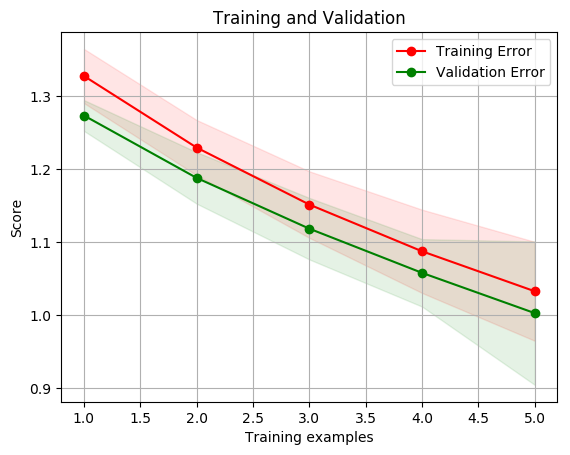 Training and Validation
Training Error
Validation Error
Score
1.3
1.2
1.1
1.0
0.9
1.0 1.5 2.0 2.5 3.0 3.5 4.0 4.5 5.0
Training examples